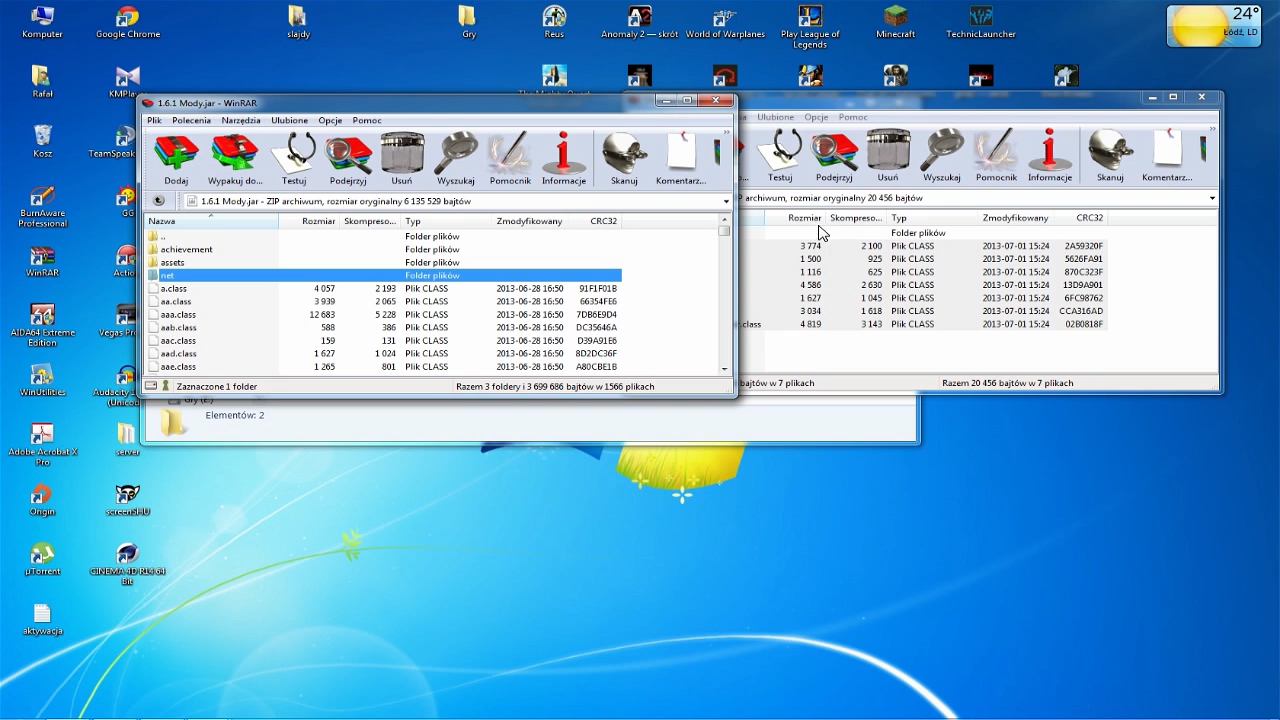 Komputer
Google Chrome
slajdy
Gry
Reus
Anomaly 2 — skrót
World of Warplanes
Play League of Legends
Minecraft
TechnicLauncher
24°
Łódź, LD
Rafał
KMPlayer
Kosz
TeamSpeak
BurnAware Professional
GG
WinRAR
AIDA64 Extreme Edition
Vegas Pro
WinUtilities
Audacity
(Unicod
Adobe Acrobat X Pro
server
Origin
screenSHU
µTorrent
CINEMA 4D R14 64 Bit
aktywacja
1.6.1 Mody.jar - WinRAR
Plik Polecenia Narzędzia Ulubione Opcje Pomoc
Dodaj Wypakuj do... Testuj Podejrzyj Usuń Wyszukaj Pomocnik Informacje Skanuj Komentarz...
1.6.1 Mody.jar - ZIP archiwum, rozmiar oryginalny 6 135 529 bajtów
Nazwa Rozmiar Skompreso... Typ Zmodyfikowany CRC32
.. Folder plików
achievement Folder plików
assets Folder plików
net Folder plików
a.class 4 057 2 193 Plik CLASS 2013-06-28 16:50 91F1F01B
aa.class 3 939 2 065 Plik CLASS 2013-06-28 16:50 66354FE6
aaa.class 12 683 5 228 Plik CLASS 2013-06-28 16:50 7DB6E9D4
aab.class 588 386 Plik CLASS 2013-06-28 16:50 DC35646A
aac.class 159 131 Plik CLASS 2013-06-28 16:50 D39A91E6
aad.class 1 627 1 024 Plik CLASS 2013-06-28 16:50 8D2DC36F
aae.class 1 265 801 Plik CLASS 2013-06-28 16:50 A80CBE1B
Zaznaczone 1 folder Razem 3 foldery i 3 699 686 bajtów w 1566 plikach
Ulubione Opcje Pomoc
Testuj Podejrzyj Usuń Wyszukaj Pomocnik Informacje Skanuj Komentarz...
IP archiwum, rozmiar oryginalny 20 456 bajtów
Rozmiar Skompreso... Typ Zmodyfikowany CRC32
Folder plików
3 774 2 100 Plik CLASS 2013-07-01 15:24 2A59320F
1 500 925 Plik CLASS 2013-07-01 15:24 5626FA91
1 116 625 Plik CLASS 2013-07-01 15:24 870C323F
4 586 2 630 Plik CLASS 2013-07-01 15:24 13D9A901
1 627 1 045 Plik CLASS 2013-07-01 15:24 6FC98762
3 034 1 618 Plik CLASS 2013-07-01 15:24 CCA316AD
.class 4 819 3 143 Plik CLASS 2013-07-01 15:24 02B0818F
bajtów w 7 plikach Razem 20 456 bajtów w 7 plikach
Gry (E:)
Elementów: 2